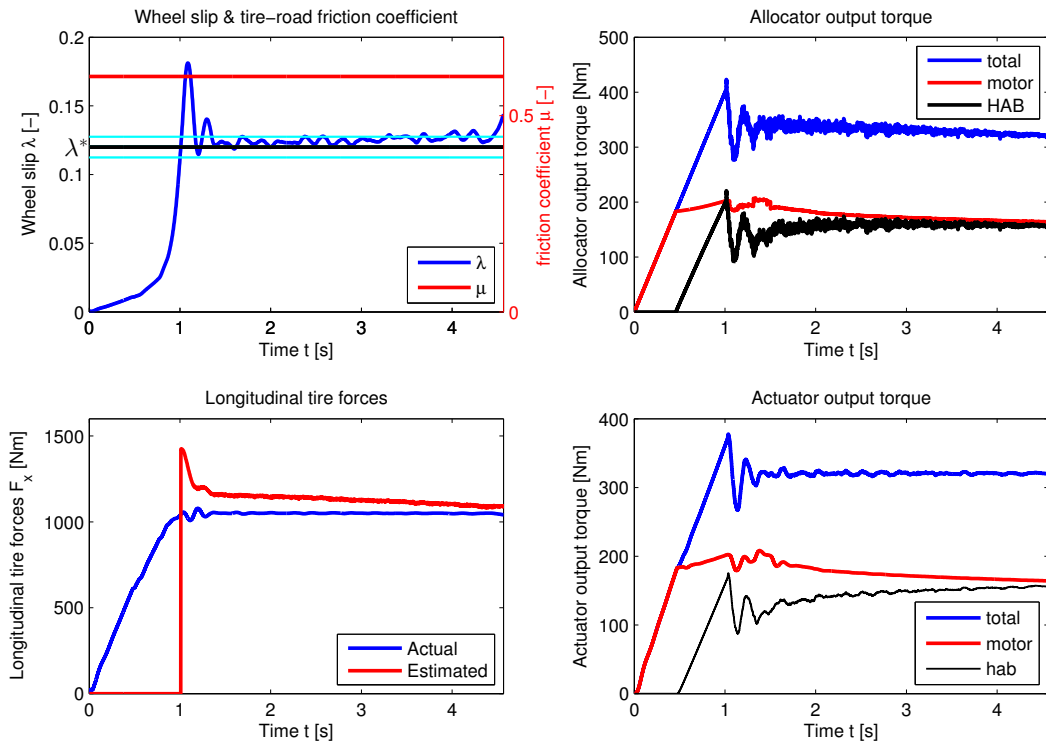 Wheel slip & tire−road friction coefficient
0.2
0.15
λ*
0.1
0.05
0
Wheel slip λ [−]
0.5
0
friction coefficient μ [−]
λ
μ
0 1 2 3 4
Time t [s]
Allocator output torque
500
400
300
200
100
0
Allocator output torque [Nm]
total
motor
HAB
0 1 2 3 4
Time t [s]
Longitudinal tire forces
1500
1000
500
0
Longitudinal tire forces F_x [Nm]
Actual
Estimated
0 1 2 3 4
Time t [s]
Actuator output torque
400
300
200
100
0
Actuator output torque [Nm]
total
motor
hab
0 1 2 3 4
Time t [s]